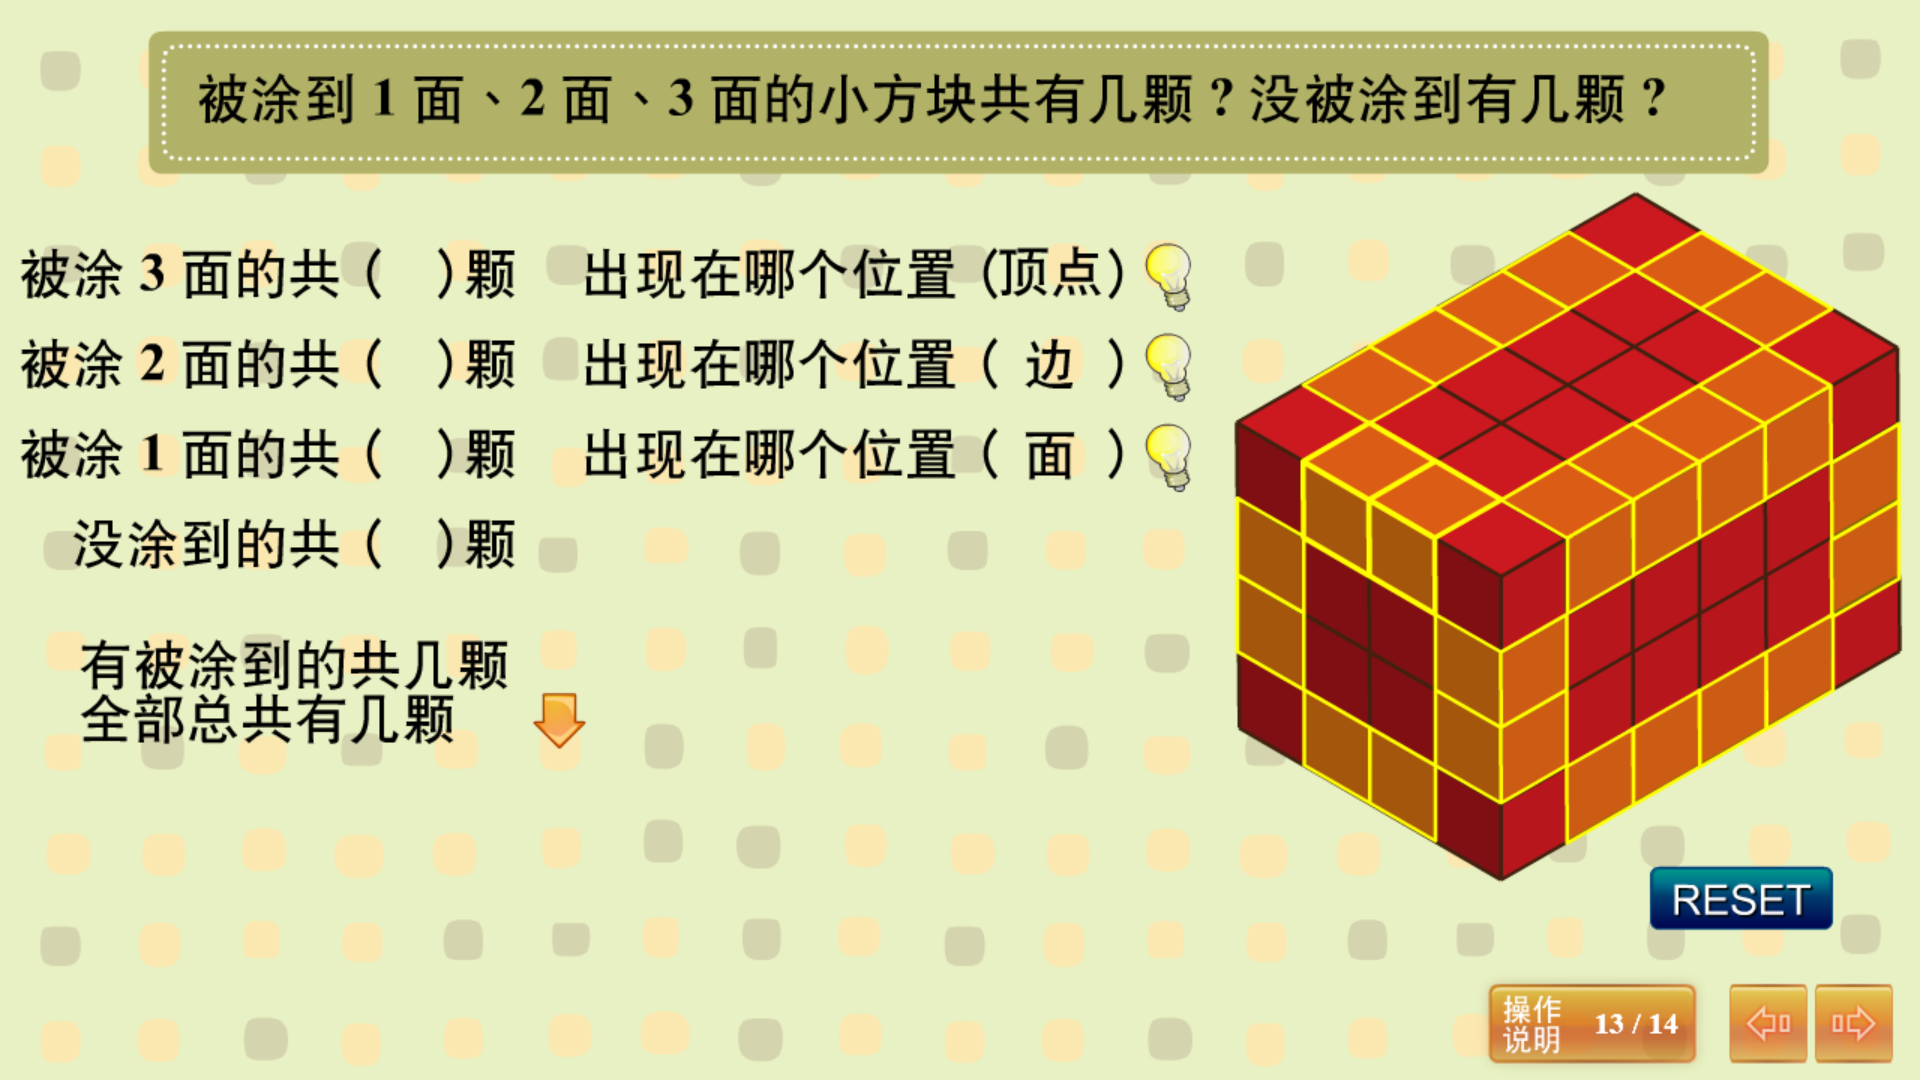 被涂到 1 面、2 面、3 面的小方块共有几颗?没被涂到有几颗?
被涂 3 面的共( )颗 出现在哪个位置(顶点)
被涂 2 面的共( )颗 出现在哪个位置( 边 )
被涂 1 面的共( )颗 出现在哪个位置( 面 )
没涂到的共( )颗
有被涂到的共几颗
全部总共有几颗
RESET
操作
说明
13 / 14